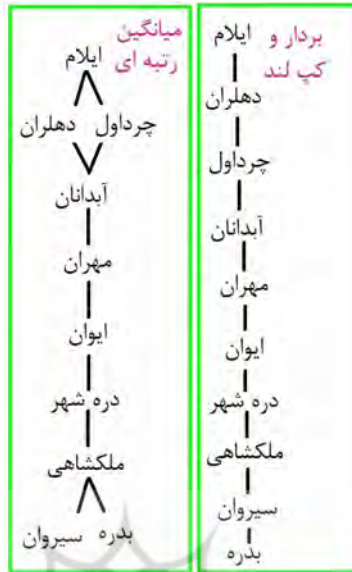 بردار و
کپ لند
ایلام
دهلران
چرداول
آبدانان
مهران
ایوان
دره شهر
ملکشاهی
سیروان
بدره
میانگین
رتبه ای
ایلام
چرداول دهلران
آبدانان
مهران
ایوان
دره شهر
ملکشاهی
بدره سیروان